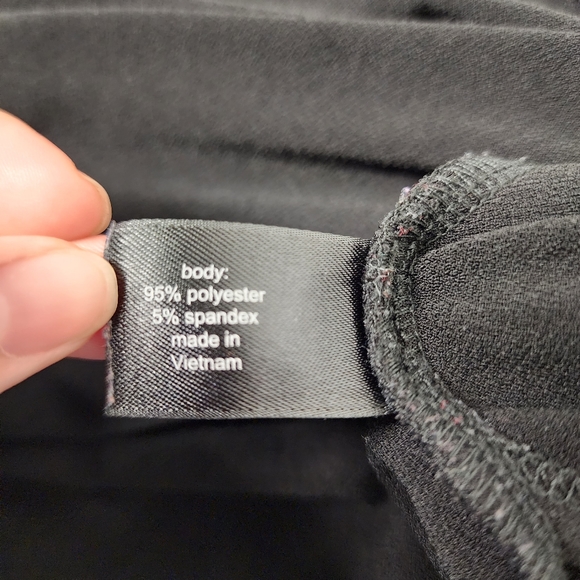 body:
95% polyester
5% spandex
made in
Vietnam